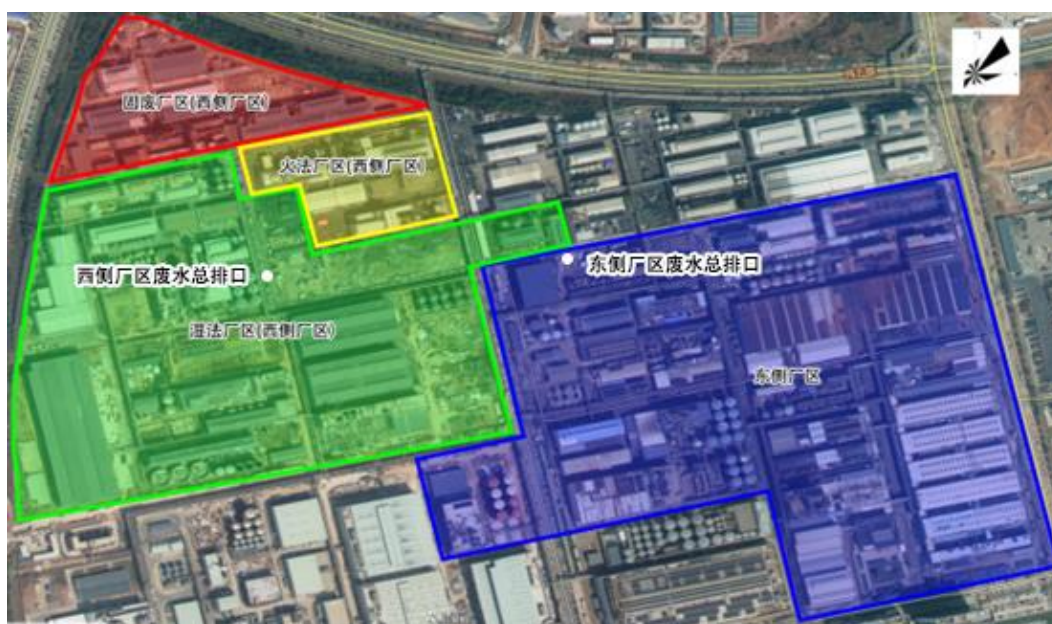 固废厂区(西侧厂区)
火法厂区(西侧厂区)
西侧厂区废水总排口
东侧厂区废水总排口
湿法厂区(西侧厂区)
东侧厂区